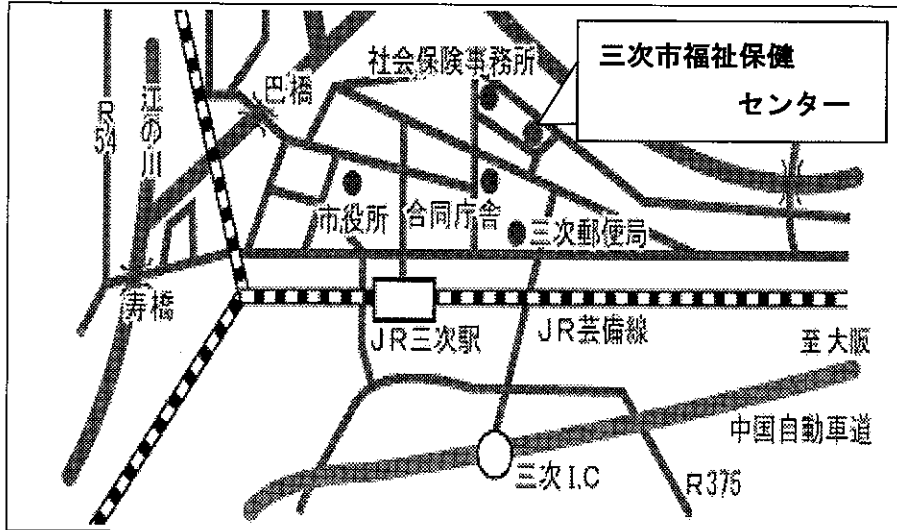 三次市福祉保健
センター
社会保険事務所
巴橋
江の川
R54
市役所
合同庁舎
三次郵便局
寿橋
JR三次駅
JR芸備線
至大阪
中国自動車道
三次I.C
R375